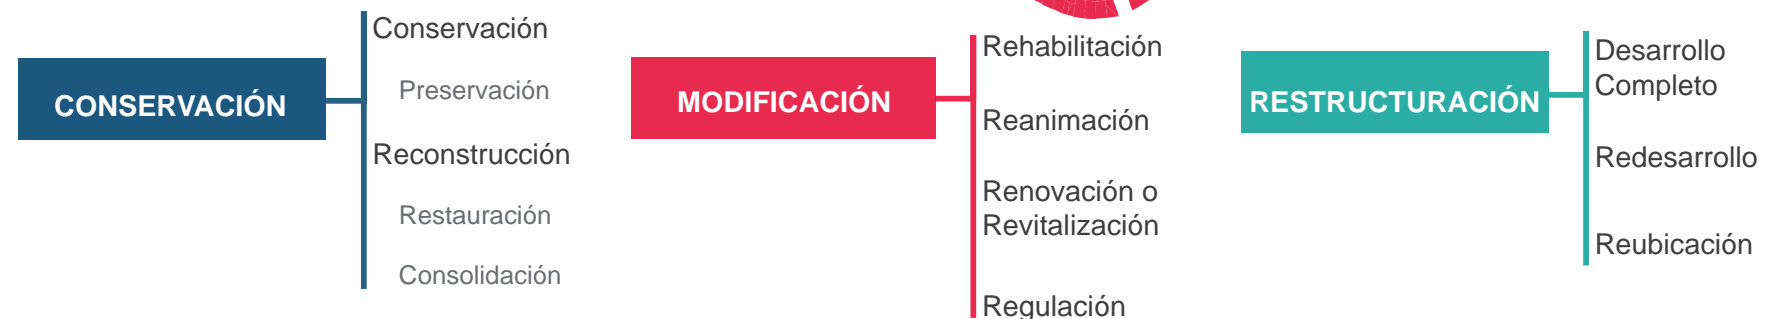 CONSERVACIÓN
Conservación
Preservación
Reconstrucción
Restauración
Consolidación
MODIFICACIÓN
Rehabilitación
Reanimación
Renovación o
Revitalización
Regulación
RESTRUCTURACIÓN
Desarrollo
Completo
Redesarrollo
Reubicación